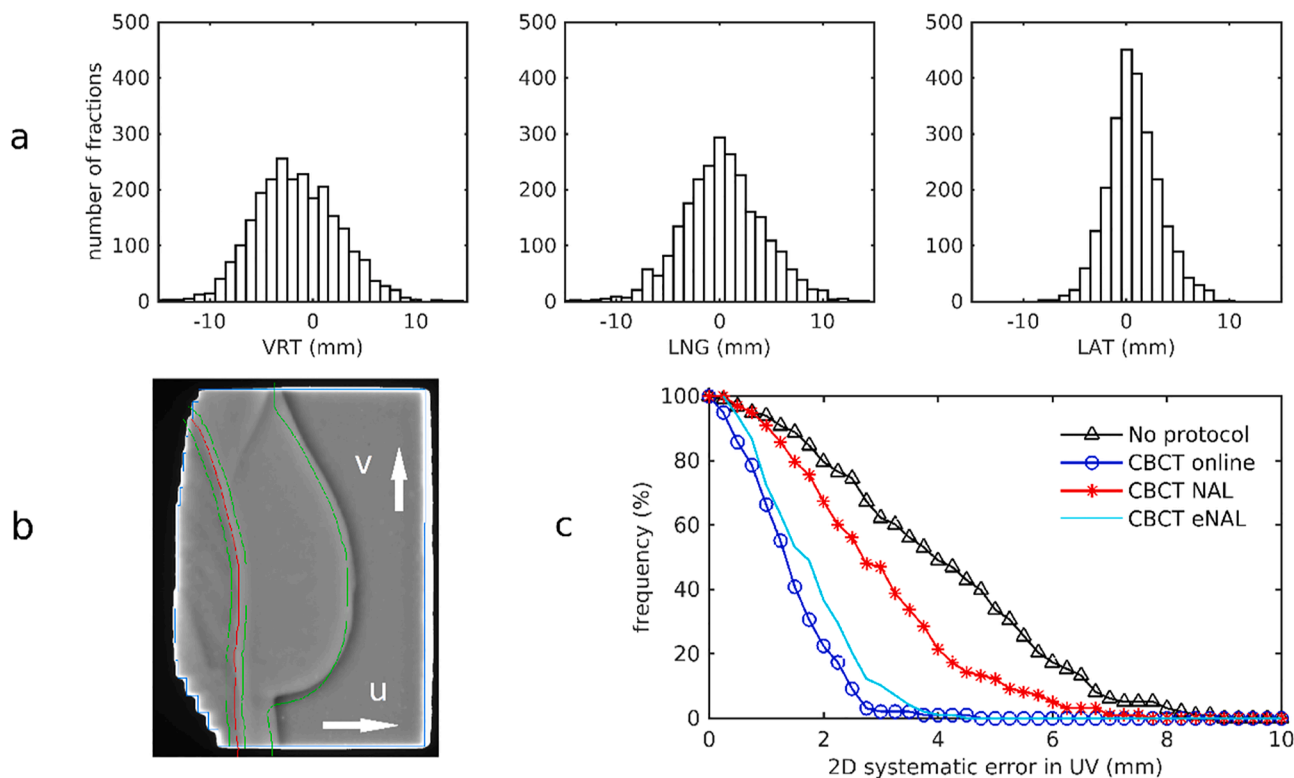 a
number of fractions
500
400
300
200
100
0
-10 0 10
VRT (mm)
500
400
300
200
100
0
-10 0 10
LNG (mm)
500
400
300
200
100
0
-10 0 10
LAT (mm)
b
v
u
c
frequency (%)
100
80
60
40
20
0
0 2 4 6 8 10
2D systematic error in UV (mm)
No protocol
CBCT online
CBCT NAL
CBCT eNAL